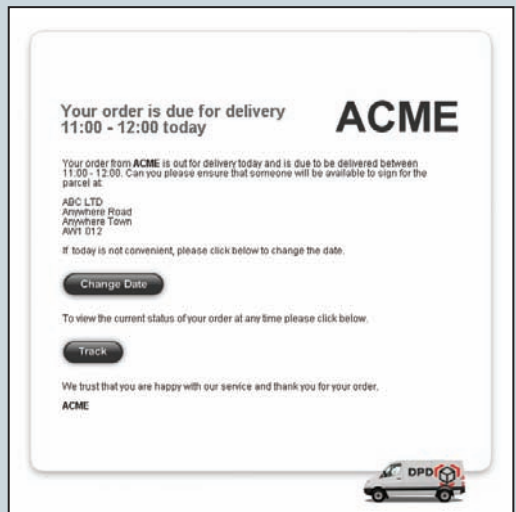 Your order is due for delivery
11:00 - 12:00 today
ACME
Your order from ACME is out for delivery today and is due to be delivered between
11:00 - 12:00. Can you please ensure that someone will be available to sign for the
parcel at:
ABC LTD
Anywhere Road
Anywhere Town
AW1 012
If today is not convenient, please click below to change the date.
Change Date
To view the current status of your order at any time please click below.
Track
We trust that you are happy with our service and thank you for your order.
ACME
DPD